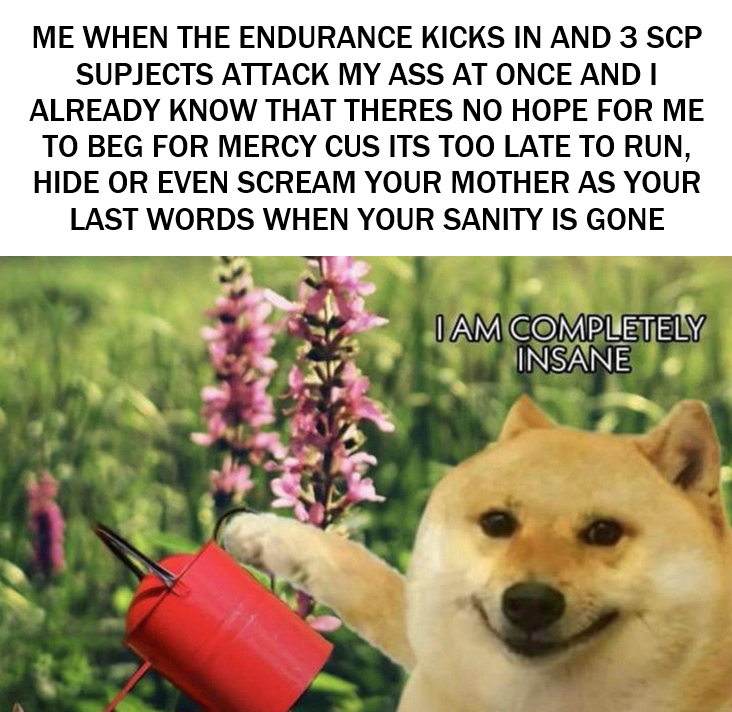 ME WHEN THE ENDURANCE KICKS IN AND 3 SCP
SUPJECTS ATTACK MY ASS AT ONCE AND I
ALREADY KNOW THAT THERES NO HOPE FOR ME
TO BEG FOR MERCY CUS ITS TOO LATE TO RUN,
HIDE OR EVEN SCREAM YOUR MOTHER AS YOUR
LAST WORDS WHEN YOUR SANITY IS GONE
I AM COMPLETELY
INSANE